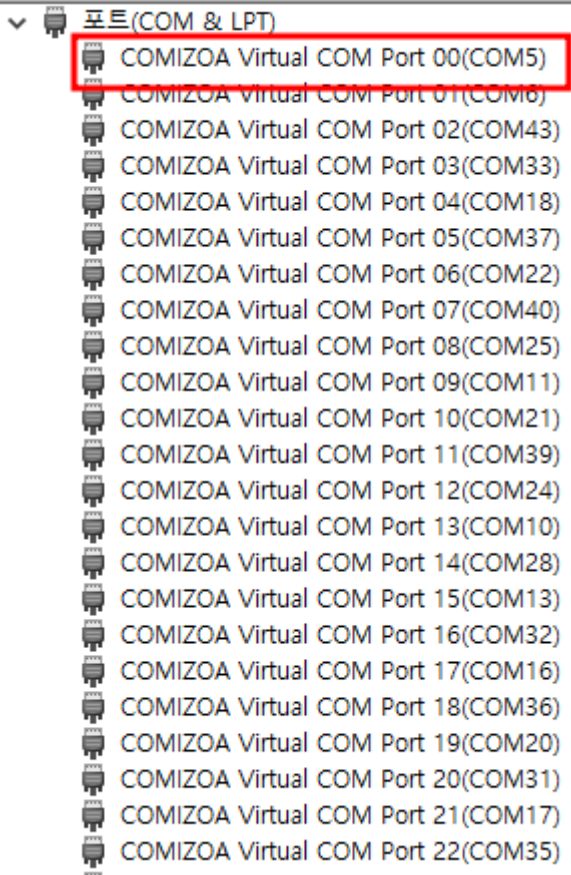 포트(COM & LPT)
COMIZOA Virtual COM Port 00(COM5)
COMIZOA Virtual COM Port 01(COM6)
COMIZOA Virtual COM Port 02(COM43)
COMIZOA Virtual COM Port 03(COM33)
COMIZOA Virtual COM Port 04(COM18)
COMIZOA Virtual COM Port 05(COM37)
COMIZOA Virtual COM Port 06(COM22)
COMIZOA Virtual COM Port 07(COM40)
COMIZOA Virtual COM Port 08(COM25)
COMIZOA Virtual COM Port 09(COM11)
COMIZOA Virtual COM Port 10(COM21)
COMIZOA Virtual COM Port 11(COM39)
COMIZOA Virtual COM Port 12(COM24)
COMIZOA Virtual COM Port 13(COM10)
COMIZOA Virtual COM Port 14(COM28)
COMIZOA Virtual COM Port 15(COM13)
COMIZOA Virtual COM Port 16(COM32)
COMIZOA Virtual COM Port 17(COM16)
COMIZOA Virtual COM Port 18(COM36)
COMIZOA Virtual COM Port 19(COM20)
COMIZOA Virtual COM Port 20(COM31)
COMIZOA Virtual COM Port 21(COM17)
COMIZOA Virtual COM Port 22(COM35)